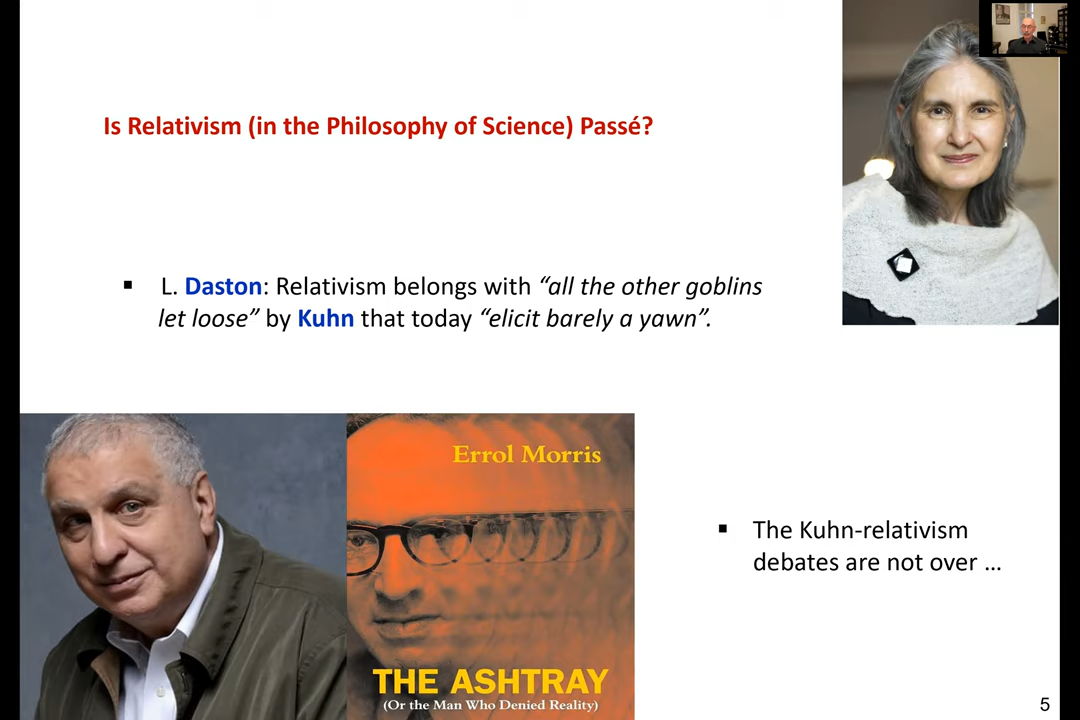 Is Relativism (in the Philosophy of Science) Passé?
▪ L. Daston: Relativism belongs with “all the other goblins
let loose” by Kuhn that today “elicit barely a yawn”.
Errol Morris
THE ASHTRAY
(Or the Man Who Denied Reality)
▪ The Kuhn-relativism
debates are not over …
5